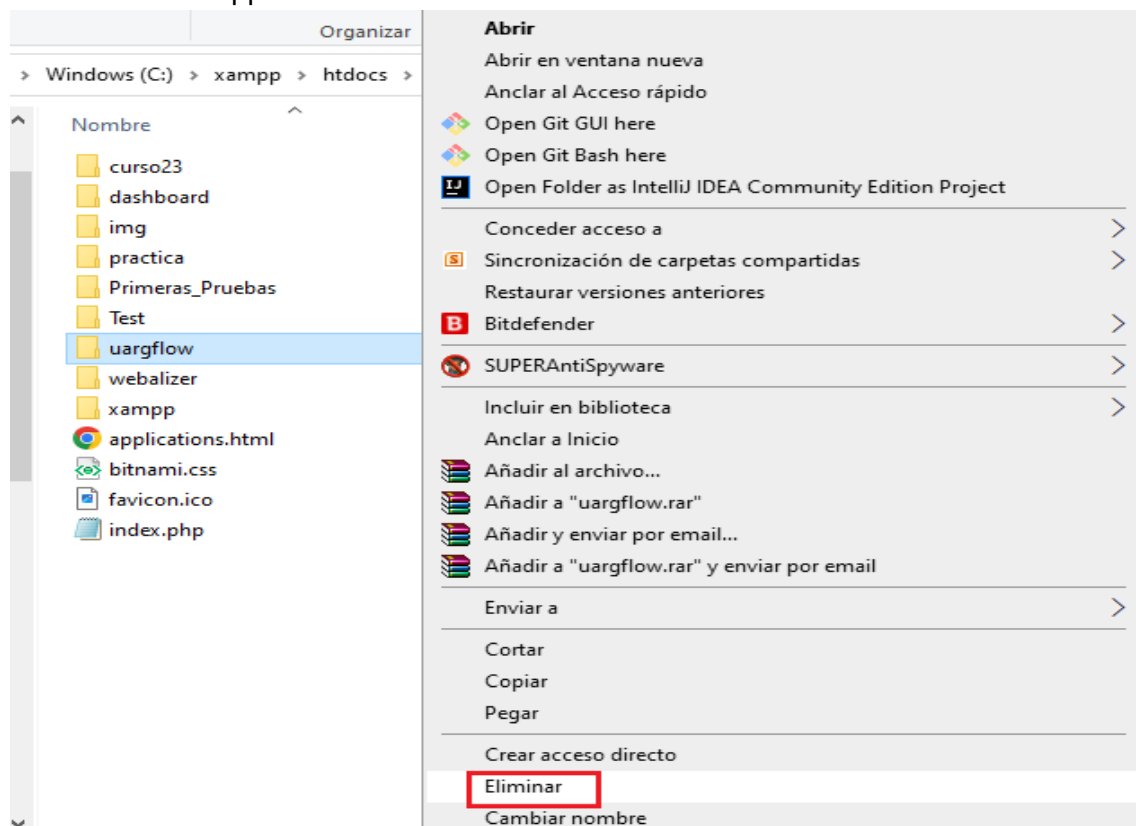 Organizar
> Windows (C:) > xampp > htdocs >
Nombre
curso23
dashboard
img
practica
Primeras_Pruebas
Test
uargflow
webalizer
xampp
applications.html
bitnami.css
favicon.ico
index.php
Abrir
Abrir en ventana nueva
Anclar al Acceso rápido
Open Git GUI here
Open Git Bash here
Open Folder as IntelliJ IDEA Community Edition Project
Conceder acceso a
Sincronización de carpetas compartidas
Restaurar versiones anteriores
Bitdefender
SUPERAntiSpyware
Incluir en biblioteca
Anclar a Inicio
Añadir al archivo...
Añadir a "uargflow.rar"
Añadir y enviar por email...
Añadir a "uargflow.rar" y enviar por email
Enviar a
Cortar
Copiar
Pegar
Crear acceso directo
Eliminar
Cambiar nombre